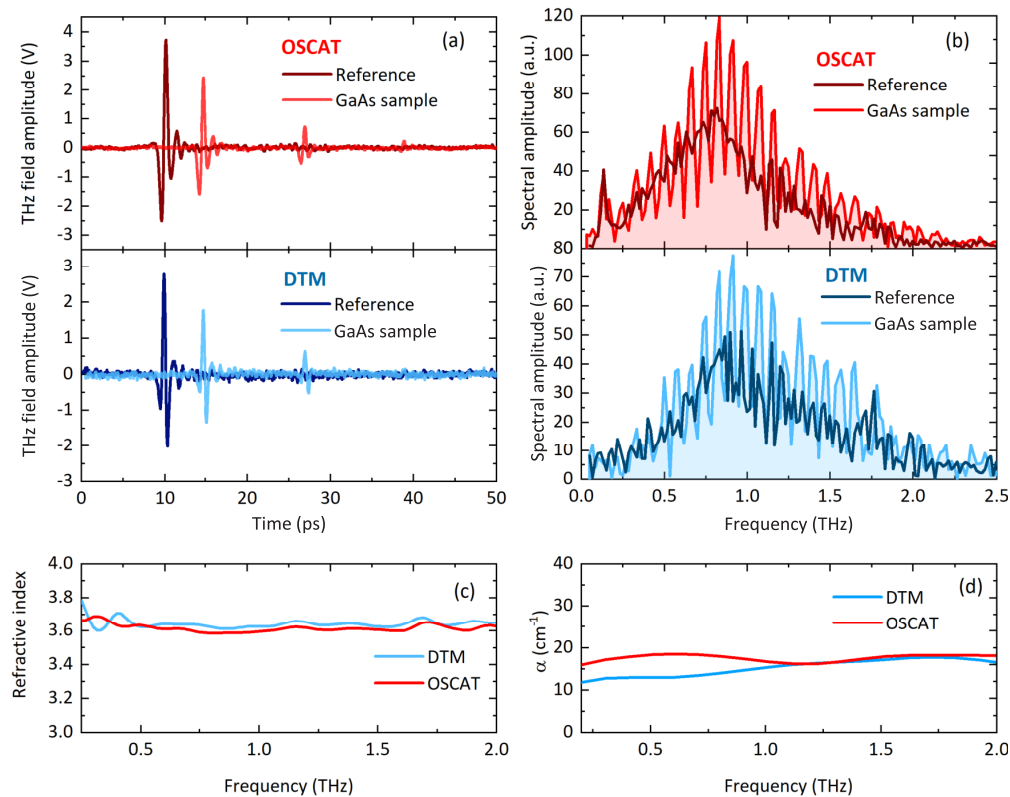 (a)
OSCAT
Reference
GaAs sample
THz field amplitude (V)
4
3
2
1
0
-1
-2
-3
DTM
Reference
GaAs sample
THz field amplitude (V)
3
2
1
0
-1
-2
-3
0 10 20 30 40 50
Time (ps)
(b)
OSCAT
Reference
GaAs sample
Spectral amplitude (a.u.)
120
100
80
60
40
20
80
DTM
Reference
GaAs sample
Spectral amplitude (a.u.)
70
60
50
40
30
20
10
0
0.0 0.5 1.0 1.5 2.0 2.5
Frequency (THz)
(c)
Refractive index
4.0
3.8
3.6
3.4
3.2
3.0
DTM
OSCAT
0.5 1.0 1.5 2.0
Frequency (THz)
(d)
α (cm⁻¹)
40
30
20
10
0
DTM
OSCAT
0.5 1.0 1.5 2.0
Frequency (THz)